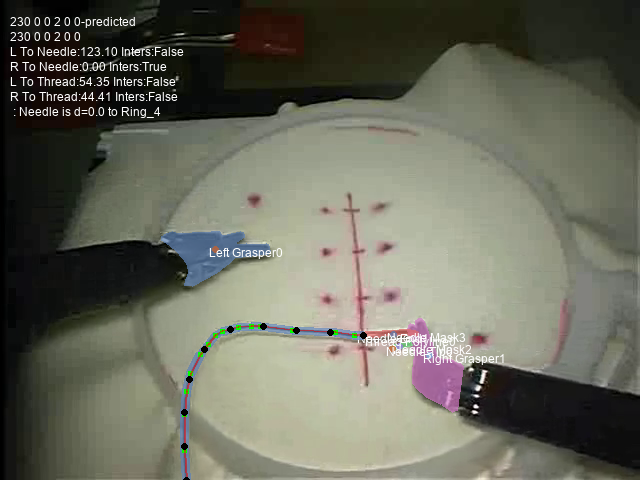 230 0 0 2 0 0-predicted
230 0 0 2 0 0
L To Needle:123.10 Inters:False
R To Needle:0.00 Inters:True
L To Thread:54.35 Inters:False
R To Thread:44.41 Inters:False
: Needle is d=0.0 to Ring_4
Left Grasper0
Mask3
Mask2
Right Grasper1